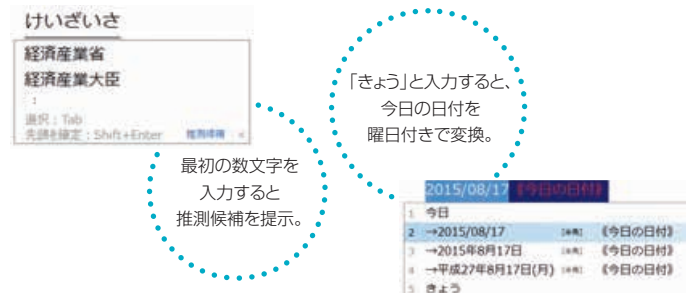 けいざいさ
経済産業省
経済産業大臣
:
選択：Tab
先頭を確定：Shift+Enter 推測候補 <
最初の数文字を
入力すると
推測候補を提示。
「きょう」と入力すると、
今日の日付を
曜日付きで変換。
2015/08/17 《今日の日付》
1 今日
2 →2015/08/17 [半角] 《今日の日付》
3 →2015年8月17日 [半角] 《今日の日付》
4 →平成27年8月17日(月) [半角] 《今日の日付》
5 きょう